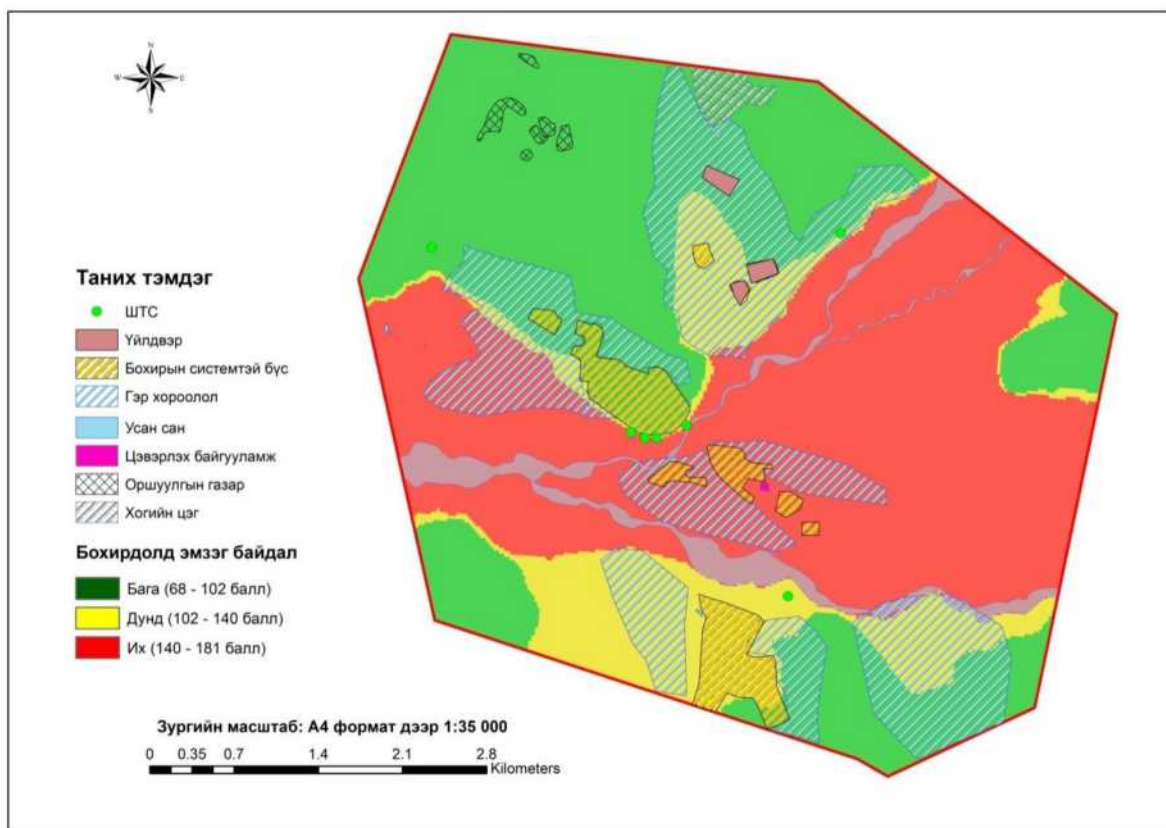 N
W E
S
Таних тэмдэг
ШТС
Үйлдвэр
Бохирын системтэй бүс
Гэр хороолол
Усан сан
Цэвэрлэх байгууламж
Оршуулгын газар
Хогийн цэг
Бохирдолд эмзэг байдал
Бага (68 - 102 балл)
Дунд (102 - 140 балл)
Их (140 - 181 балл)
Зургийн масштаб: А4 формат дээр 1:35 000
0 0.35 0.7 1.4 2.1 2.8
Kilometers